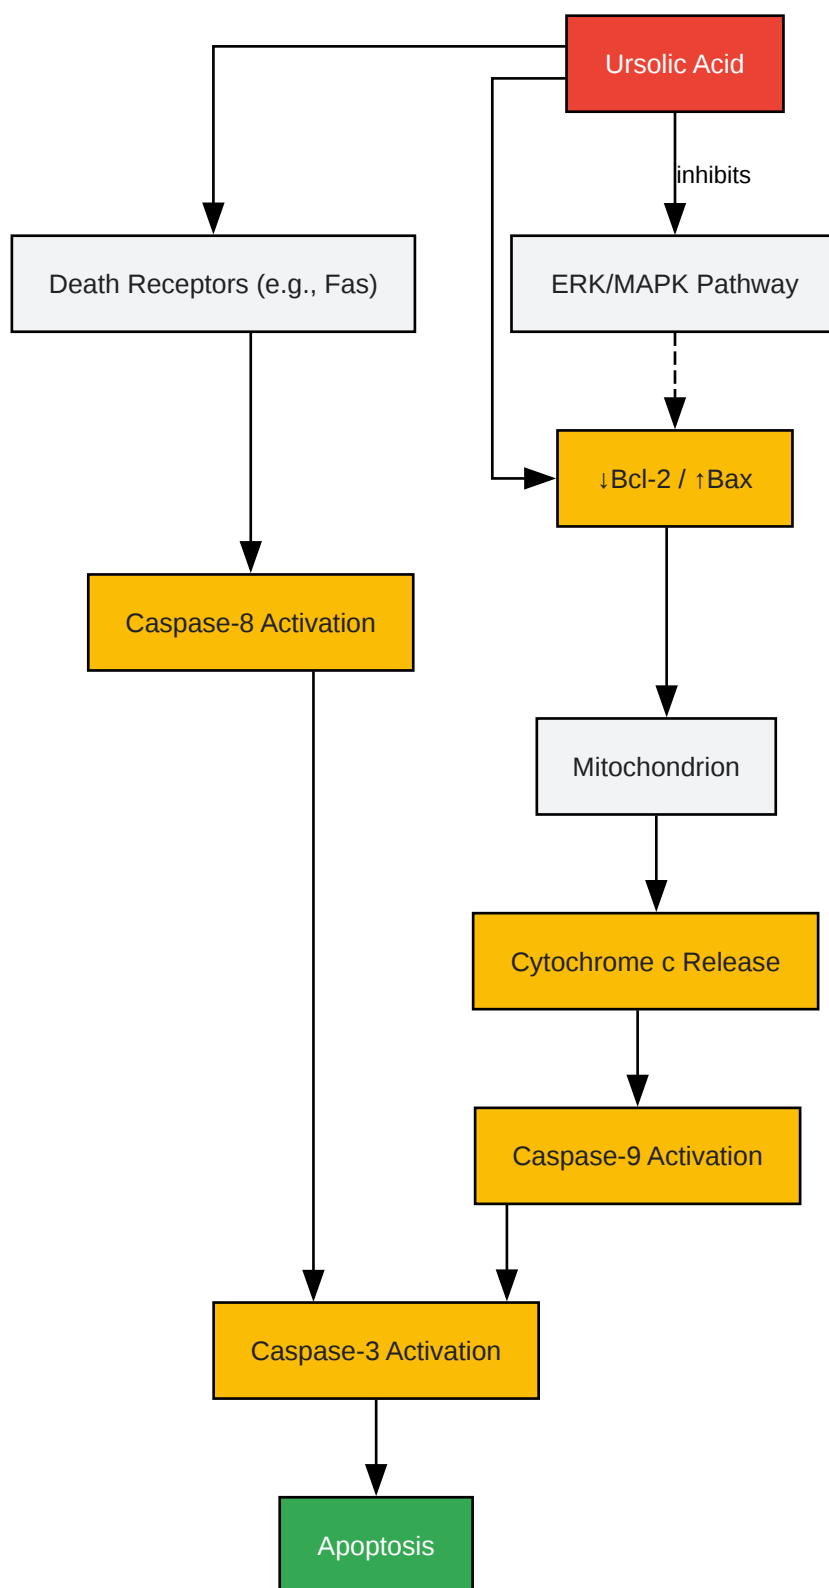 Ursolic Acid
inhibits
Death Receptors (e.g., Fas)
ERK/MAPK Pathway
↓Bcl-2 / ↑Bax
Caspase-8 Activation
Mitochondrion
Cytochrome c Release
Caspase-9 Activation
Caspase-3 Activation
Apoptosis